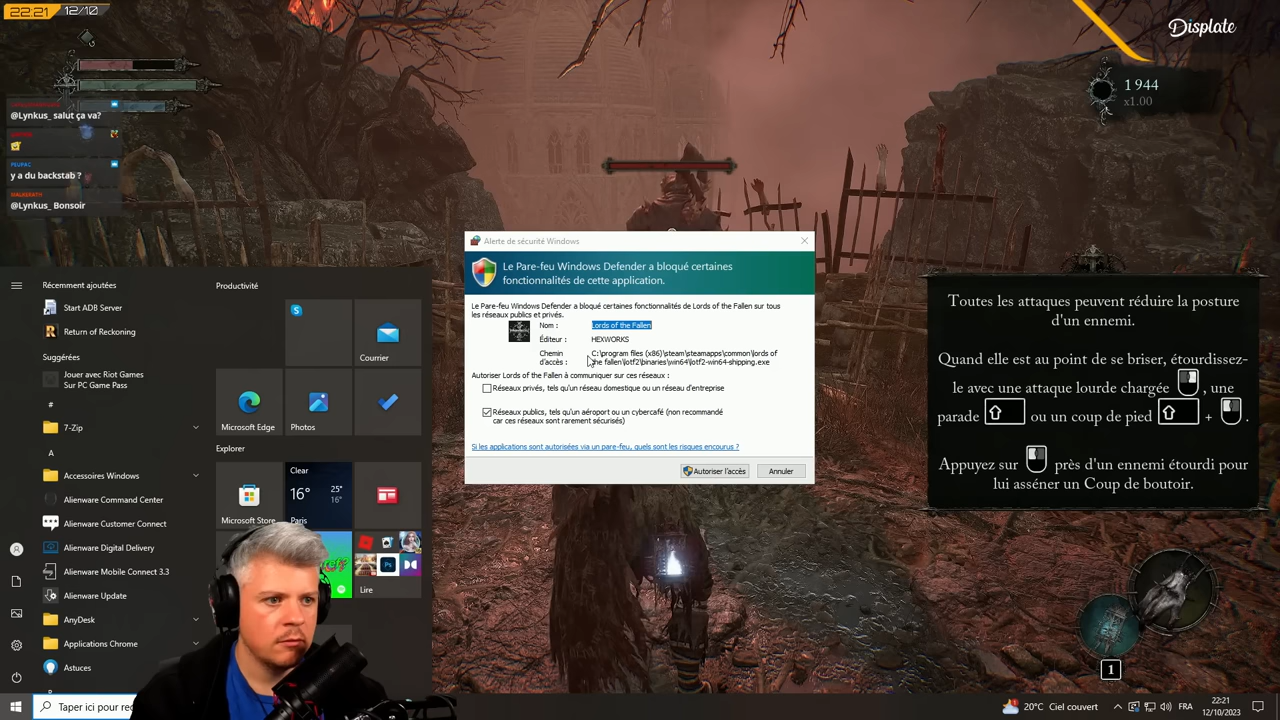 22:21 12/10
Displate
1 944
x1.00
@Lynkus_ salut ça va?
PSUPAC
y a du backstab ?
MALKERATH
@Lynkus_ Bonsoir
Récemment ajoutées
Start ADB Server
Return of Reckoning
Suggérées
Jouer avec Riot Games
Sur PC Game Pass
#
7-Zip
A
Accessoires Windows
Alienware Command Center
Alienware Customer Connect
Alienware Digital Delivery
Alienware Mobile Connect 3.3
Alienware Update
AnyDesk
Applications Chrome
Astuces
Productivité
Courrier
Microsoft Edge
Photos
Explorer
Microsoft Store
Clear
16°
25°
16°
Paris
Lire
Alerte de sécurité Windows
Le Pare-feu Windows Defender a bloqué certaines
fonctionnalités de cette application.
Le Pare-feu Windows Defender a bloqué certaines fonctionnalités de Lords of the Fallen sur tous
les réseaux publics et privés.
Nom : Lords of the Fallen
Éditeur : HEXWORKS
Chemin d'accès : C:\program files (x86)\steam\steamapps\common\lords of
the fallen\lotf2\binaries\win64\lotf2-win64-shipping.exe
Autoriser Lords of the Fallen à communiquer sur ces réseaux :
Réseaux privés, tels qu'un réseau domestique ou un réseau d'entreprise
Réseaux publics, tels qu'un aéroport ou un cybercafé (non recommandé
car ces réseaux sont rarement sécurisés)
Si les applications sont autorisées via un pare-feu, quels sont les risques encourus ?
Autoriser l'accès
Annuler
Toutes les attaques peuvent réduire la posture
d'un ennemi.
Quand elle est au point de se briser, étourdissez-
le avec une attaque lourde chargée , une
parade ou un coup de pied + .
Appuyez sur près d'un ennemi étourdi pour
lui asséner un Coup de boutoir.
1
Taper ici pour rec
20°C Ciel couvert
FRA
22:21
12/10/2023